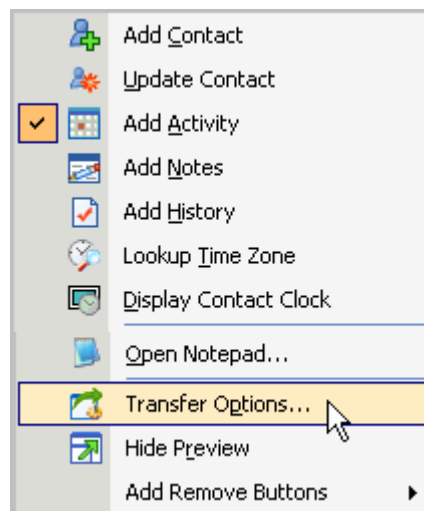 Add Contact
Update Contact
Add Activity
Add Notes
Add History
Lookup Time Zone
Display Contact Clock
Open Notepad...
Transfer Options...
Hide Preview
Add Remove Buttons